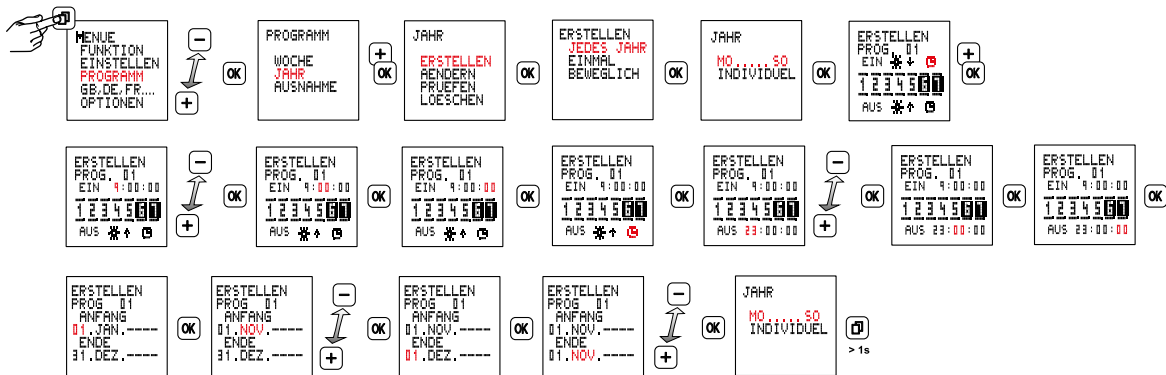 MENUE
FUNKTION
EINSTELLEN
PROGRAMM
GB,DE,FR....
OPTIONEN
−
+
OK
PROGRAMM
WOCHE
JAHR
AUSNAHME
+
OK
JAHR
ERSTELLEN
AENDERN
PRUEFEN
LOESCHEN
OK
ERSTELLEN
JEDES JAHR
EINMAL
BEWEGLICH
OK
JAHR
MO.....SO
INDIVIDUEL
OK
ERSTELLEN
PROG. 01
EIN
1 2 3 4 5 6 7
AUS
+
OK
ERSTELLEN
PROG. 01
EIN 9:00:00
1 2 3 4 5 6 7
AUS
−
+
OK
ERSTELLEN
PROG. 01
EIN 9:00:00
1 2 3 4 5 6 7
AUS
OK
ERSTELLEN
PROG. 01
EIN 9:00:00
1 2 3 4 5 6 7
AUS
OK
ERSTELLEN
PROG. 01
EIN 9:00:00
1 2 3 4 5 6 7
AUS
OK
ERSTELLEN
PROG. 01
EIN 9:00:00
1 2 3 4 5 6 7
AUS 23:00:00
−
+
OK
ERSTELLEN
PROG. 01
EIN 9:00:00
1 2 3 4 5 6 7
AUS 23:00:00
OK
ERSTELLEN
PROG. 01
EIN 9:00:00
1 2 3 4 5 6 7
AUS 23:00:00
OK
ERSTELLEN
PROG 01
ANFANG
01.JAN.----
ENDE
31.DEZ.----
OK
ERSTELLEN
PROG 01
ANFANG
01.NOV.----
ENDE
31.DEZ.----
−
+
OK
ERSTELLEN
PROG 01
ANFANG
01.NOV.----
ENDE
01.DEZ.----
OK
ERSTELLEN
PROG 01
ANFANG
01.NOV.----
ENDE
01.NOV.----
−
+
OK
JAHR
MO.....SO
INDIVIDUEL
> 1s